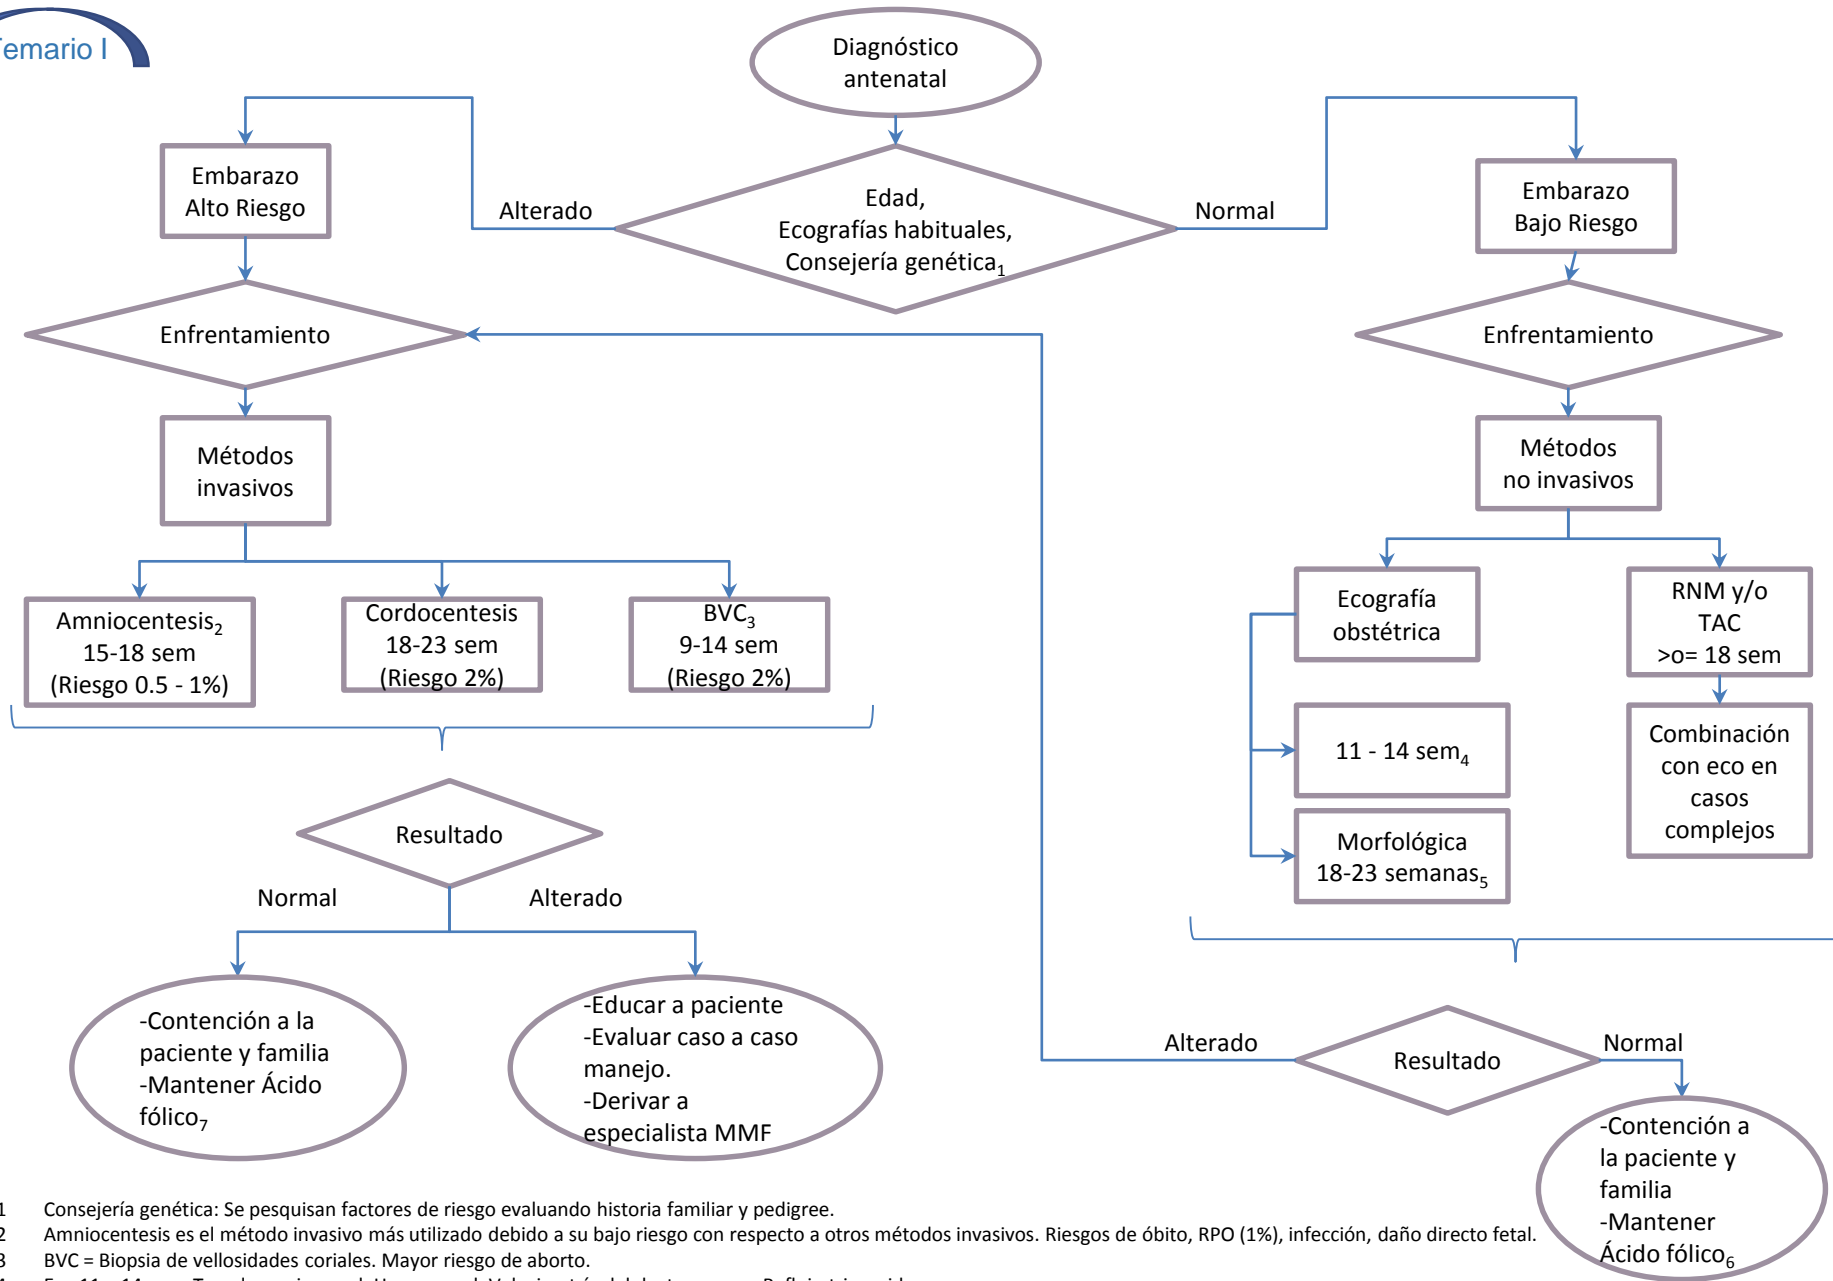 Temario I
Diagnóstico
antenatal
Embarazo
Alto Riesgo
Alterado
Edad,
Ecografías habituales,
Consejería genética1
Normal
Embarazo
Bajo Riesgo
Enfrentamiento
Enfrentamiento
Métodos
invasivos
Métodos
no invasivos
Amniocentesis2
15-18 sem
(Riesgo 0.5 - 1%)
Cordocentesis
18-23 sem
(Riesgo 2%)
BVC3
9-14 sem
(Riesgo 2%)
Ecografía
obstétrica
RNM y/o
TAC
>o= 18 sem
11 - 14 sem4
Combinación
con eco en
casos
complejos
Morfológica
18-23 semanas5
Resultado
Normal
Alterado
-Contención a la
paciente y familia
-Mantener Ácido
fólico7
-Educar a paciente
-Evaluar caso a caso
manejo.
-Derivar a
especialista MMF
Alterado
Resultado
Normal
-Contención a
la paciente y
familia
-Mantener
Ácido fólico6
1 Consejería genética: Se pesquisan factores de riesgo evaluando historia familiar y pedigree.
2 Amniocentesis es el método invasivo más utilizado debido a su bajo riesgo con respecto a otros métodos invasivos. Riesgos de óbito, RPO (1%), infección, daño directo fetal.
3 BVC = Biopsia de vellosidades coriales. Mayor riesgo de aborto.